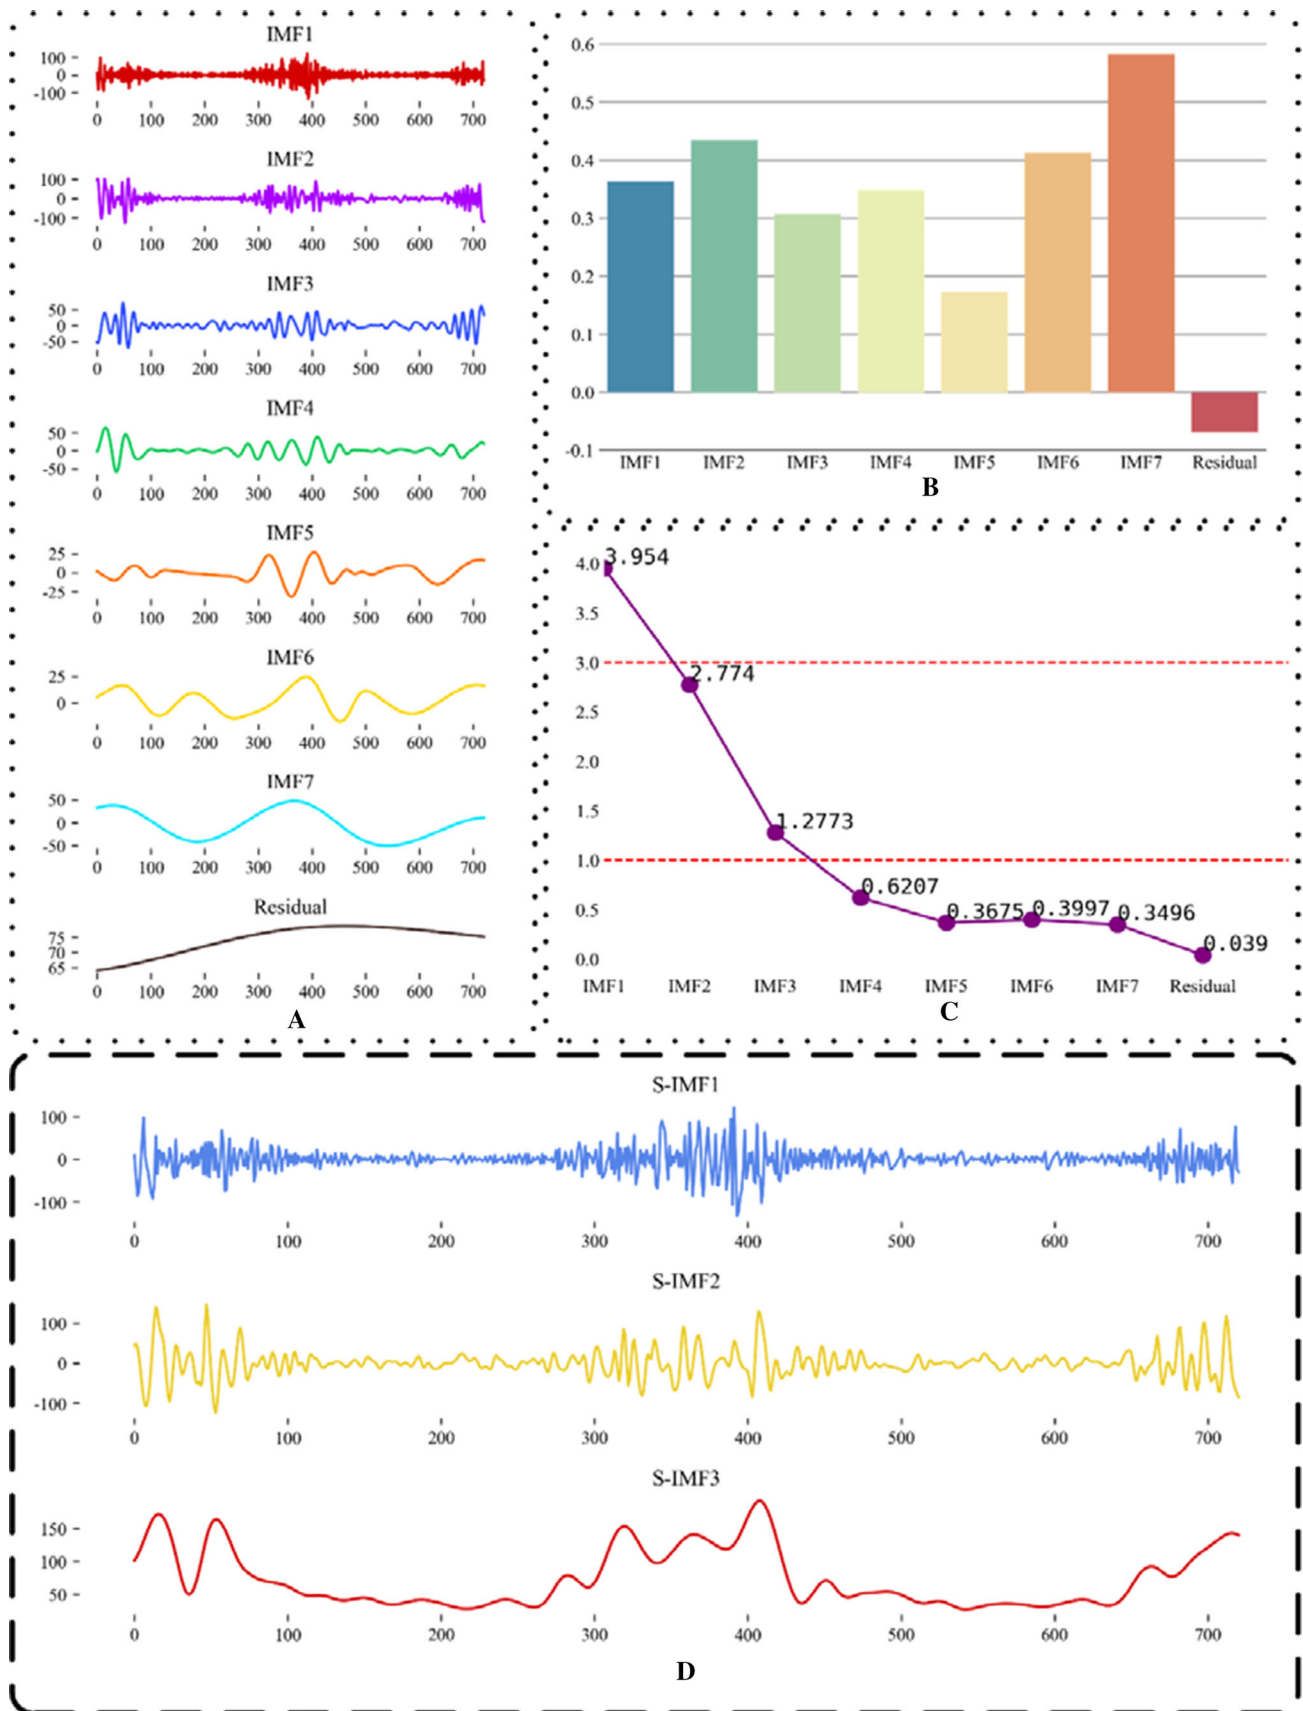 IMF1
100
0
-100
0 100 200 300 400 500 600 700
IMF2
100
0
-100
0 100 200 300 400 500 600 700
IMF3
50
0
-50
0 100 200 300 400 500 600 700
IMF4
50
0
-50
0 100 200 300 400 500 600 700
IMF5
25
0
-25
0 100 200 300 400 500 600 700
IMF6
25
0
0 100 200 300 400 500 600 700
IMF7
50
0
-50
0 100 200 300 400 500 600 700
Residual
75
70
65
0 100 200 300 400 500 600 700
A
0.6
0.5
0.4
0.3
0.2
0.1
0.0
-0.1
IMF1 IMF2 IMF3 IMF4 IMF5 IMF6 IMF7 Residual
B
4.0
3.5
3.0
2.5
2.0
1.5
1.0
0.5
0.0
3.954
2.774
1.2773
0.6207
0.3675
0.3997
0.3496
0.039
IMF1 IMF2 IMF3 IMF4 IMF5 IMF6 IMF7 Residual
C
S-IMF1
100
0
-100
0 100 200 300 400 500 600 700
S-IMF2
100
0
-100
0 100 200 300 400 500 600 700
S-IMF3
150
100
50
0 100 200 300 400 500 600 700
D